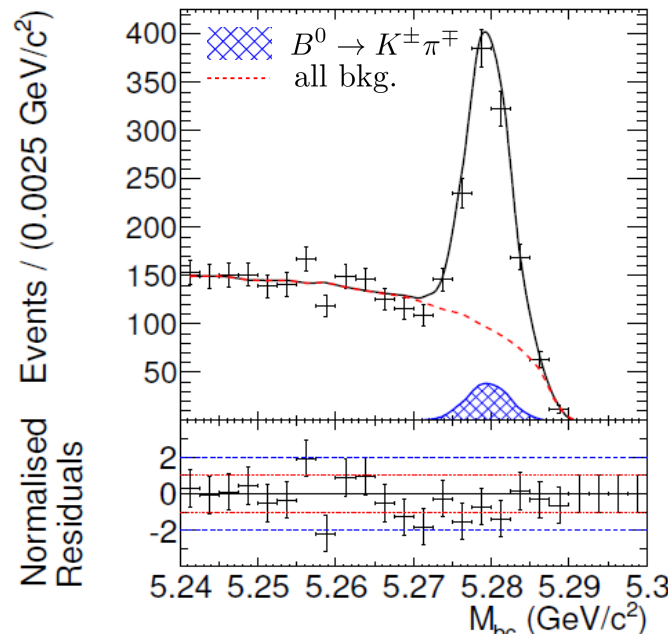 Events / (0.0025 GeV/c²)
400
350
300
250
200
150
100
50
B⁰ → K±π∓
all bkg.
Normalised
Residuals
2
0
-2
5.24 5.25 5.26 5.27 5.28 5.29 5.3
M_bc (GeV/c²)